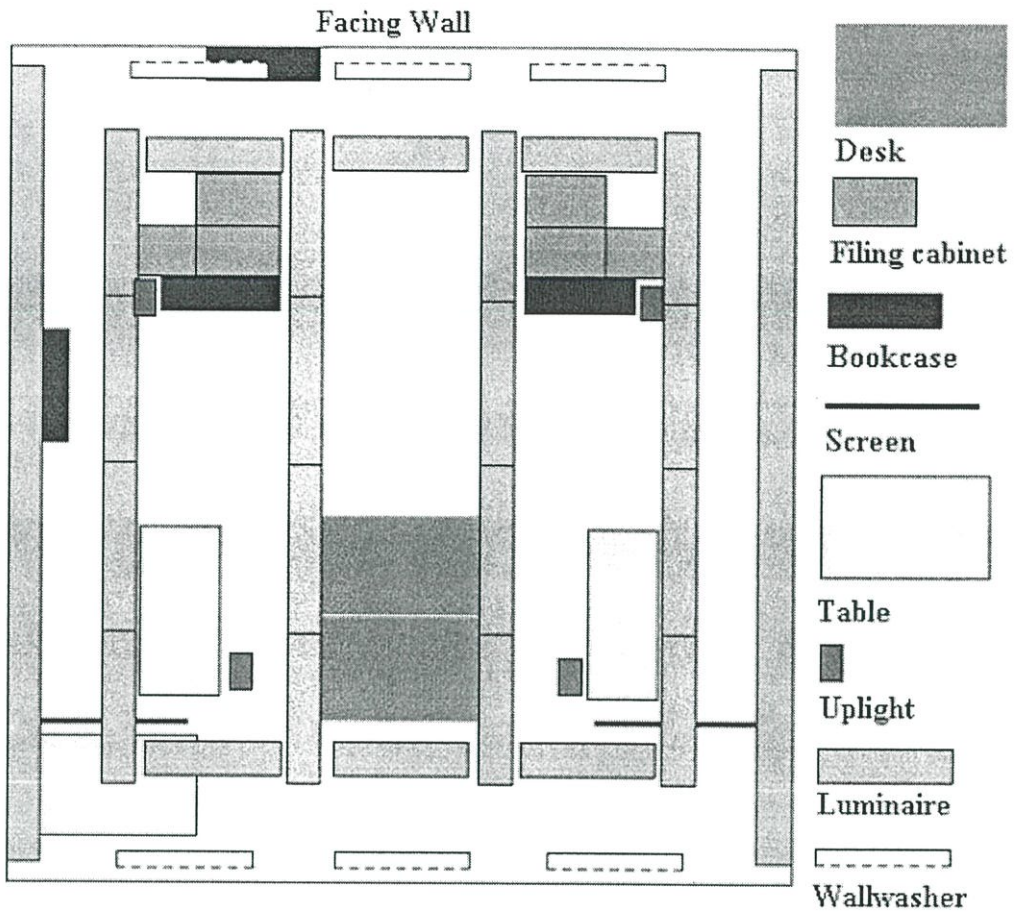 Facing Wall
Desk
Filing cabinet
Bookcase
Screen
Table
Uplight
Luminaire
Wallwasher